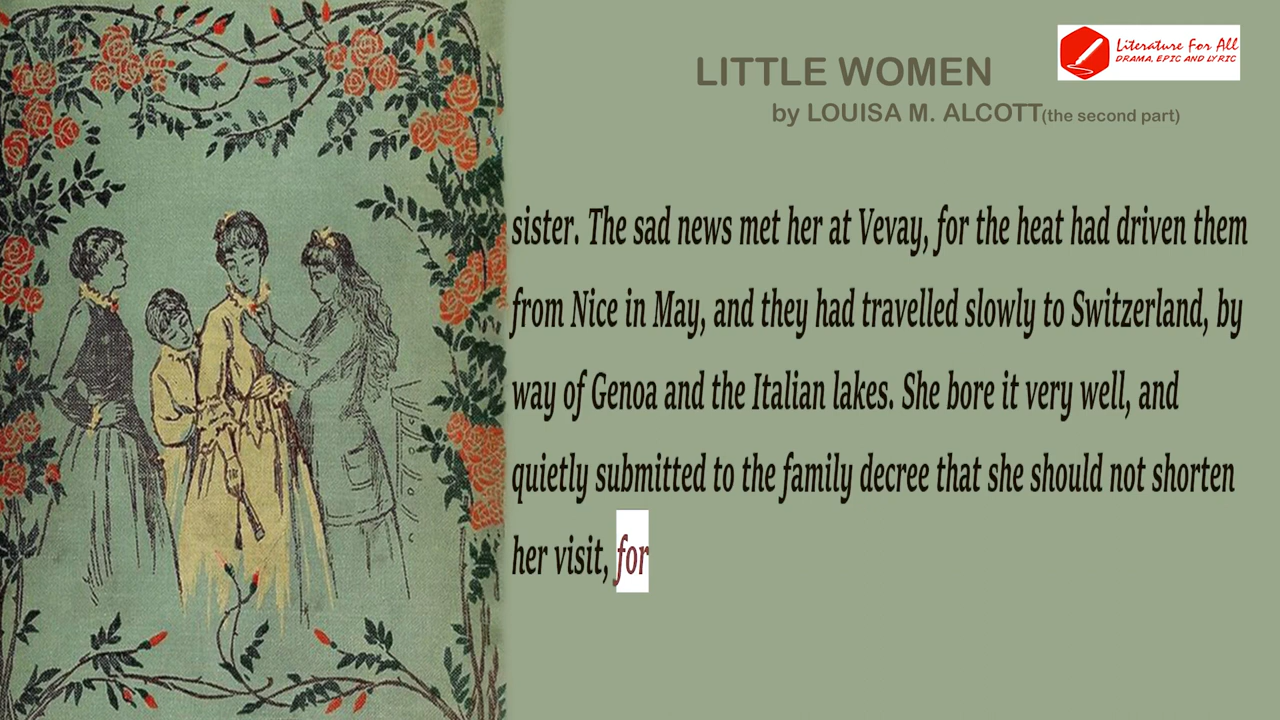 LITTLE WOMEN
by LOUISA M. ALCOTT(the second part)
Literature For All
DRAMA, EPIC AND LYRIC
sister. The sad news met her at Vevay, for the heat had driven them
from Nice in May, and they had travelled slowly to Switzerland, by
way of Genoa and the Italian lakes. She bore it very well, and
quietly submitted to the family decree that she should not shorten
her visit, for